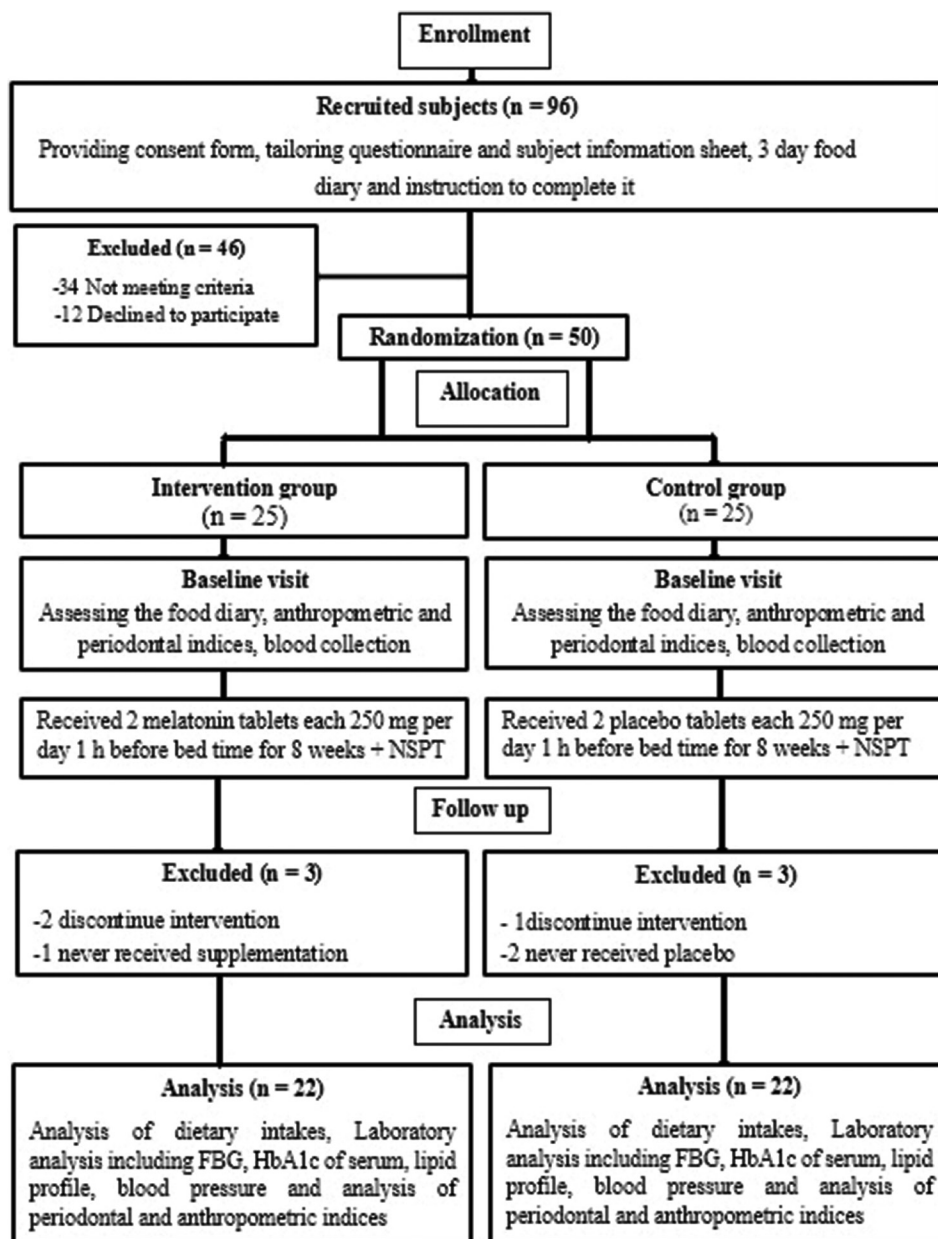 Enrollment
Recruited subjects (n = 96)
Providing consent form, tailoring questionnaire and subject information sheet, 3 day food
diary and instruction to complete it
Excluded (n = 46)
-34 Not meeting criteria
-12 Declined to participate
Randomization (n = 50)
Allocation
Intervention group
(n = 25)
Control group
(n = 25)
Baseline visit
Assessing the food diary, anthropometric and
periodontal indices, blood collection
Baseline visit
Assessing the food diary, anthropometric and
periodontal indices, blood collection
Received 2 melatonin tablets each 250 mg per
day 1 h before bed time for 8 weeks + NSPT
Received 2 placebo tablets each 250 mg per
day 1 h before bed time for 8 weeks + NSPT
Follow up
Excluded (n = 3)
-2 discontinue intervention
-1 never received supplementation
Excluded (n = 3)
- 1discontinue intervention
-2 never received placebo
Analysis
Analysis (n = 22)
Analysis of dietary intakes, Laboratory
analysis including FBG, HbA1c of serum, lipid
profile, blood pressure and analysis of
periodontal and anthropometric indices
Analysis (n = 22)
Analysis of dietary intakes, Laboratory
analysis including FBG, HbA1c of serum, lipid
profile, blood pressure and analysis of
periodontal and anthropometric indices